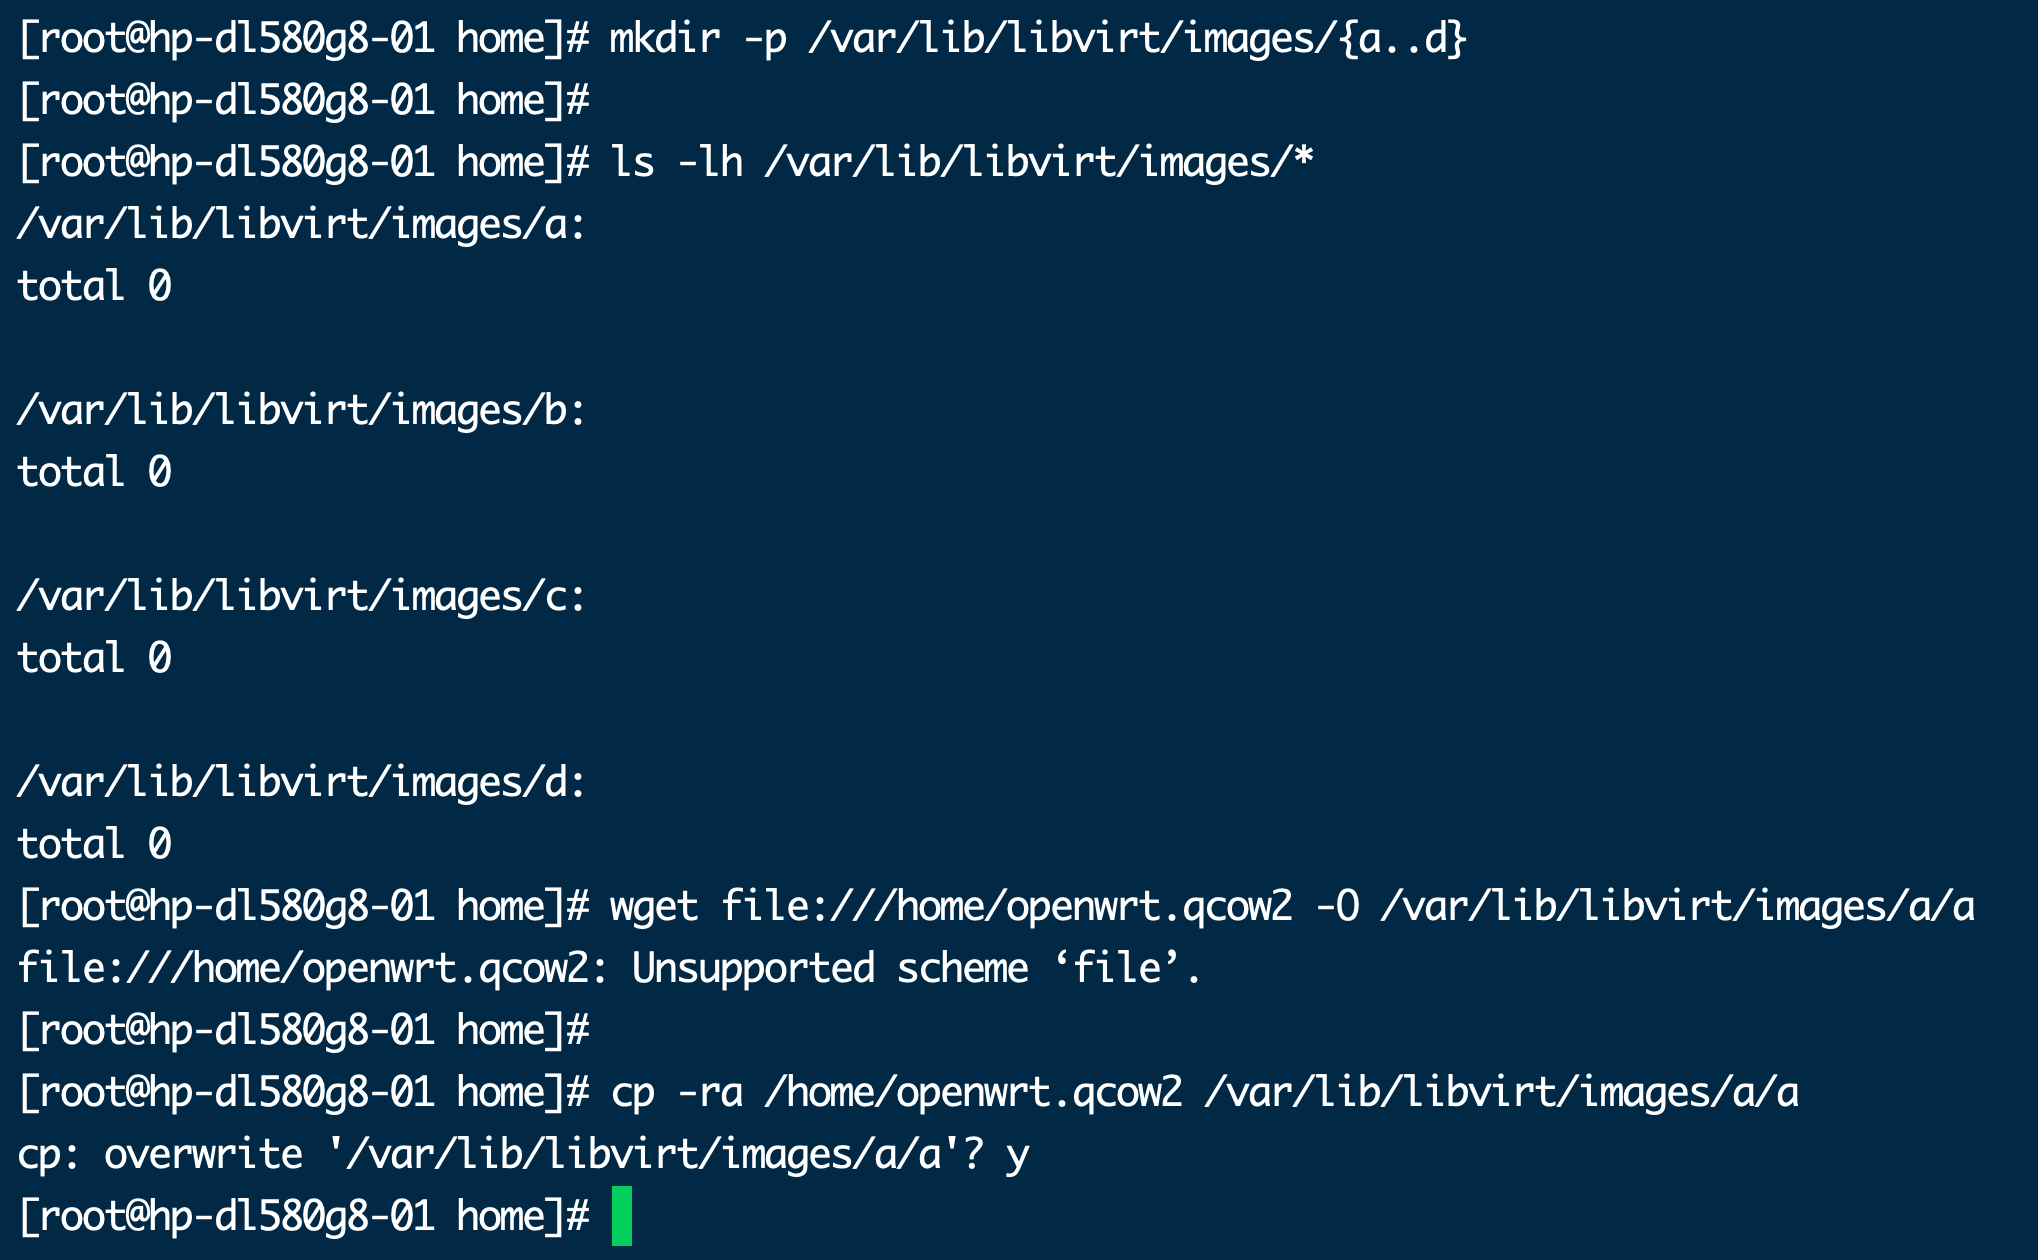 [root@hp-dl580g8-01 home]# mkdir -p /var/lib/libvirt/images/{a..d}
[root@hp-dl580g8-01 home]#
[root@hp-dl580g8-01 home]# ls -lh /var/lib/libvirt/images/*
/var/lib/libvirt/images/a:
total 0
/var/lib/libvirt/images/b:
total 0
/var/lib/libvirt/images/c:
total 0
/var/lib/libvirt/images/d:
total 0
[root@hp-dl580g8-01 home]# wget file:///home/openwrt.qcow2 -O /var/lib/libvirt/images/a/a
file:///home/openwrt.qcow2: Unsupported scheme ‘file’.
[root@hp-dl580g8-01 home]#
[root@hp-dl580g8-01 home]# cp -ra /home/openwrt.qcow2 /var/lib/libvirt/images/a/a
cp: overwrite '/var/lib/libvirt/images/a/a'? y
[root@hp-dl580g8-01 home]#